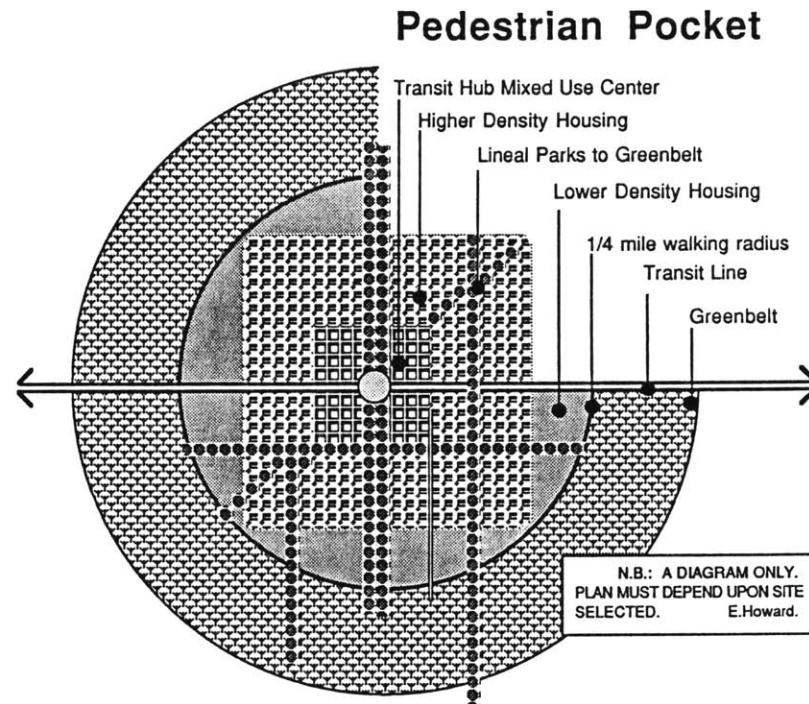 Pedestrian Pocket
Transit Hub Mixed Use Center
Higher Density Housing
Lineal Parks to Greenbelt
Lower Density Housing
1/4 mile walking radius
Transit Line
Greenbelt
N.B.: A DIAGRAM ONLY.
PLAN MUST DEPEND UPON SITE
SELECTED. E.Howard.